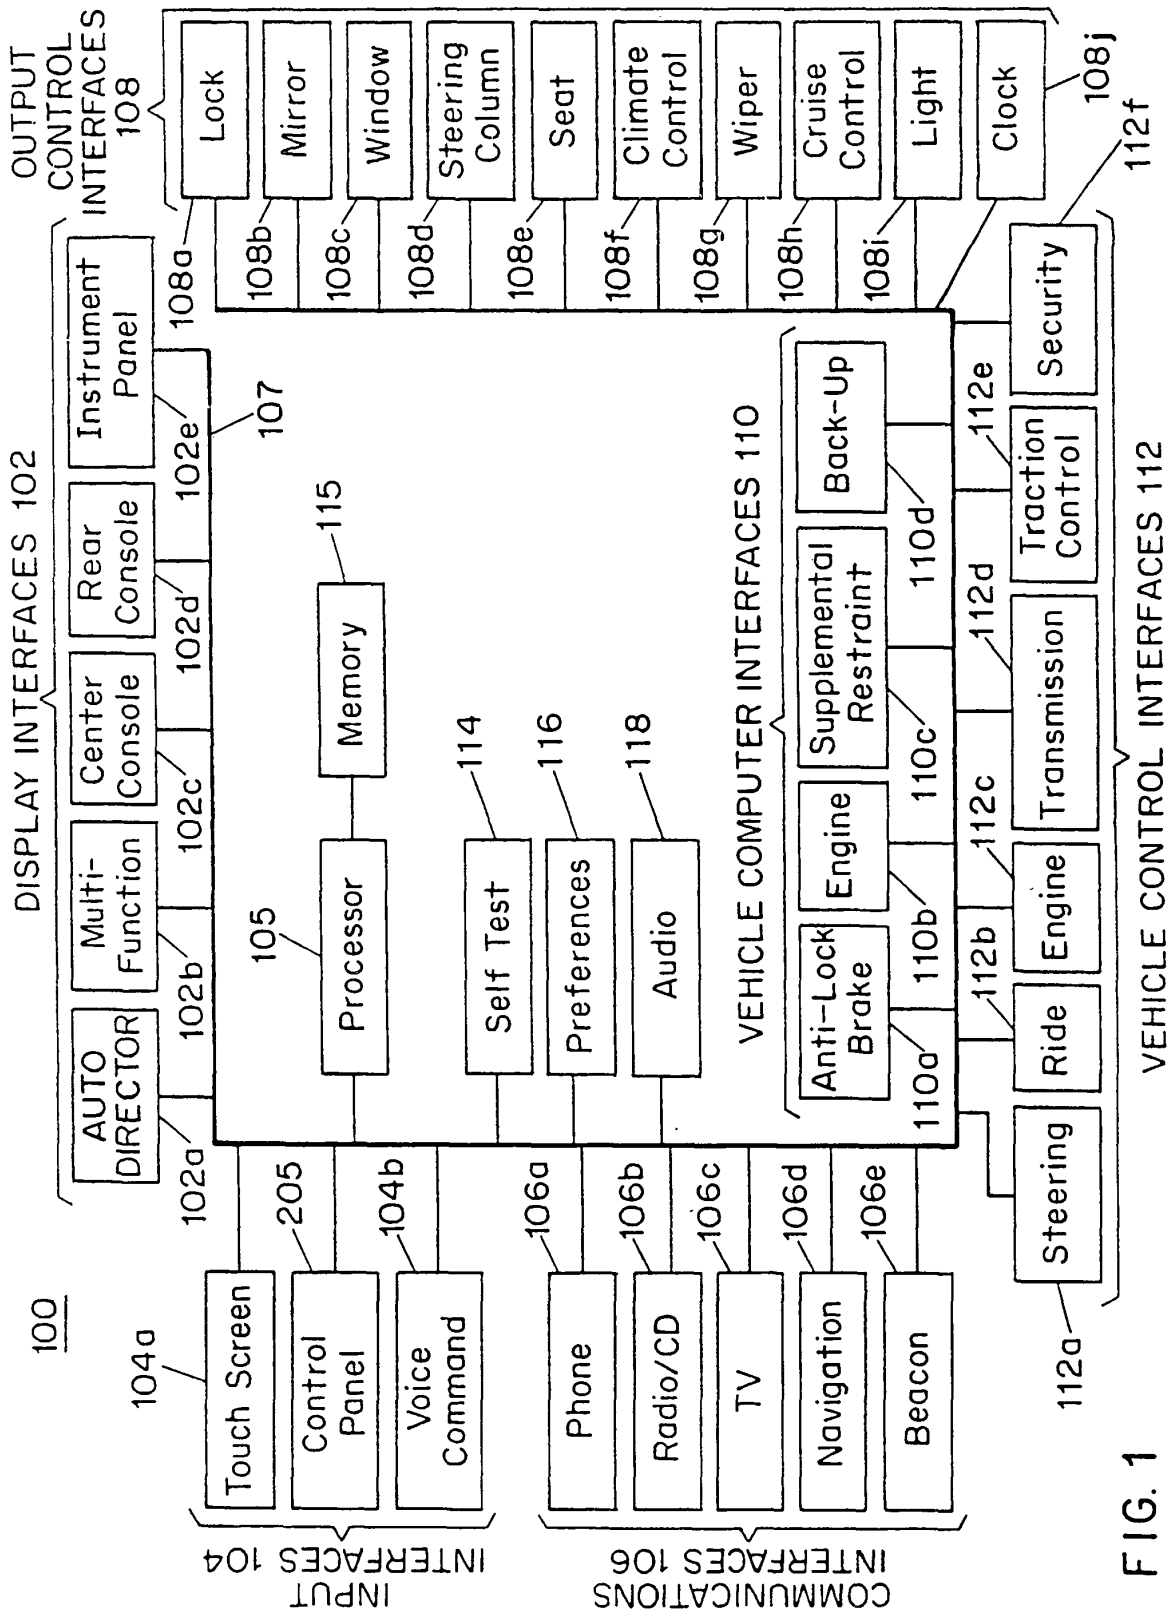 100
DISPLAY INTERFACES 102
AUTO
DIRECTOR
102a
Multi-
Function
102b
Center
Console
102c
Rear
Console
102d
Instrument
Panel
102e
107
OUTPUT
CONTROL
INTERFACES
108
Lock
108a
Mirror
108b
Window
108c
Steering
Column
108d
Seat
108e
Climate
Control
108f
Wiper
108g
Cruise
Control
108h
Light
108i
Clock
108j
INPUT
INTERFACES 104
104a
Touch Screen
205
Control
Panel
104b
Voice
Command
COMMUNICATIONS
INTERFACES 106
106a
Phone
106b
Radio/CD
106c
TV
106d
Navigation
106e
Beacon
105
Processor
115
Memory
114
Self Test
116
Preferences
118
Audio
VEHICLE COMPUTER INTERFACES 110
Anti-Lock
Brake
110a
Engine
110b
Supplemental
Restraint
110c
Back-Up
110d
112a
Steering
112b
Ride
112c
Engine
112d
Transmission
112e
Traction
Control
112f
Security
VEHICLE CONTROL INTERFACES 112
FIG. 1